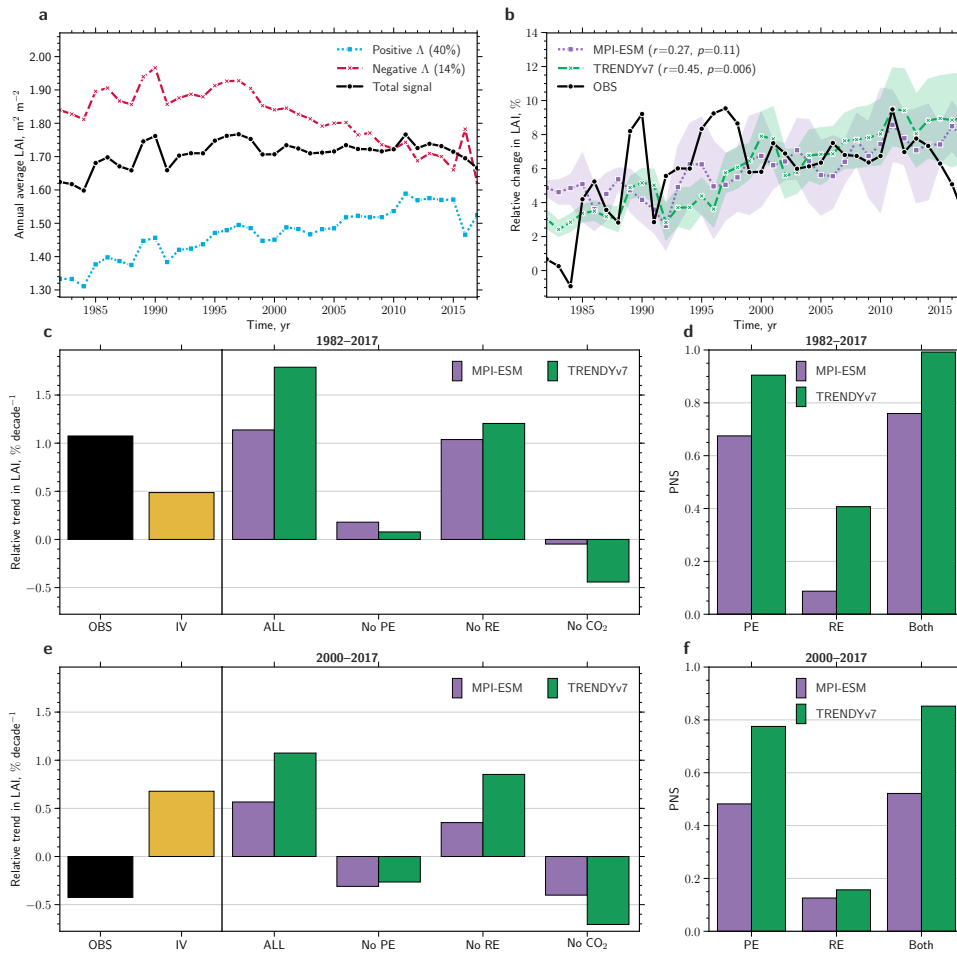 a
Annual average LAI, m² m⁻²
2.00
1.90
1.80
1.70
1.60
1.50
1.40
1.30
Positive Λ (40%)
Negative Λ (14%)
Total signal
1985
1990
1995
2000
2005
2010
2015
Time, yr
b
Relative change in LAI, %
14
12
10
8
6
4
2
0
MPI-ESM (r=0.27, p=0.11)
TRENDYv7 (r=0.45, p=0.006)
OBS
1985
1990
1995
2000
2005
2010
2015
Time, yr
c
1982–2017
Relative trend in LAI, % decade⁻¹
1.5
1.0
0.5
0.0
−0.5
MPI-ESM
TRENDYv7
OBS
IV
ALL
No PE
No RE
No CO₂
d
1982–2017
PNS
1.0
0.8
0.6
0.4
0.2
0.0
MPI-ESM
TRENDYv7
PE
RE
Both
e
2000–2017
Relative trend in LAI, % decade⁻¹
1.5
1.0
0.5
0.0
−0.5
MPI-ESM
TRENDYv7
OBS
IV
ALL
No PE
No RE
No CO₂
f
2000–2017
PNS
1.0
0.8
0.6
0.4
0.2
0.0
MPI-ESM
TRENDYv7
PE
RE
Both